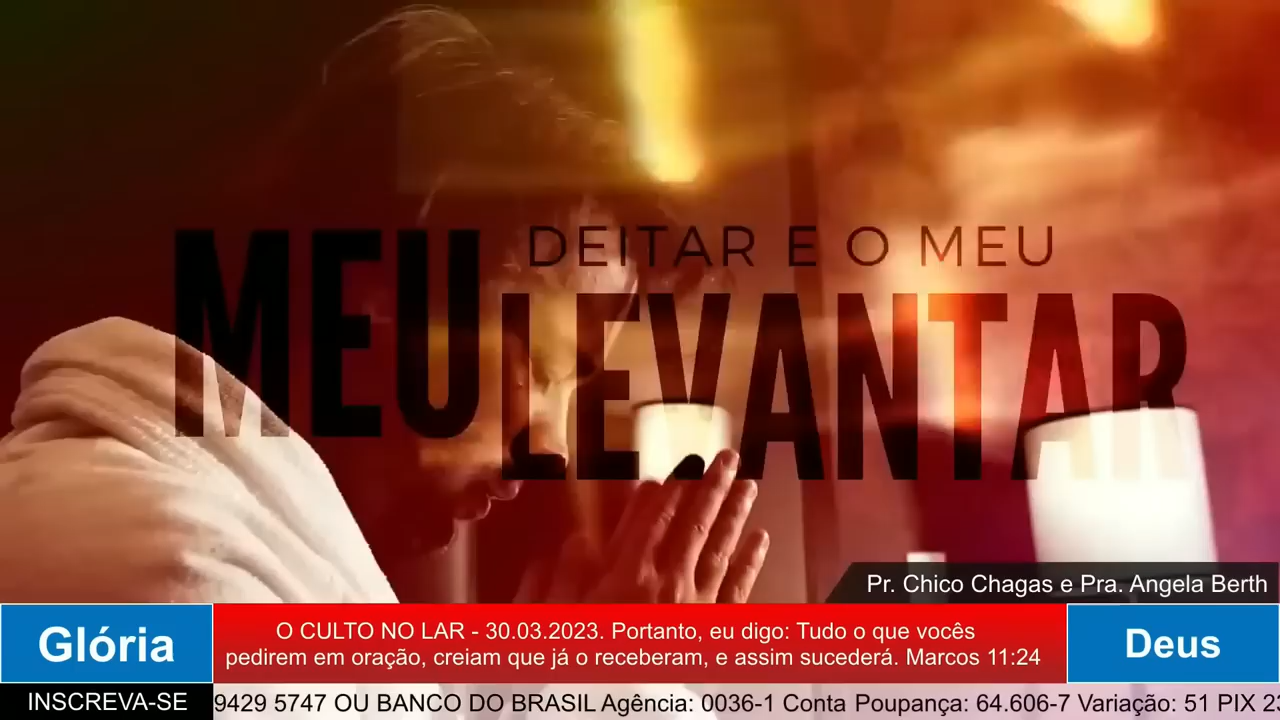 MEU
DEITAR E O MEU
LEVANTAR
Pr. Chico Chagas e Pra. Angela Berth
Glória
O CULTO NO LAR - 30.03.2023. Portanto, eu digo: Tudo o que vocês
pedirem em oração, creiam que já o receberam, e assim sucederá. Marcos 11:24
Deus
INSCREVA-SE
9429 5747 OU BANCO DO BRASIL Agência: 0036-1 Conta Poupança: 64.606-7 Variação: 51 PIX